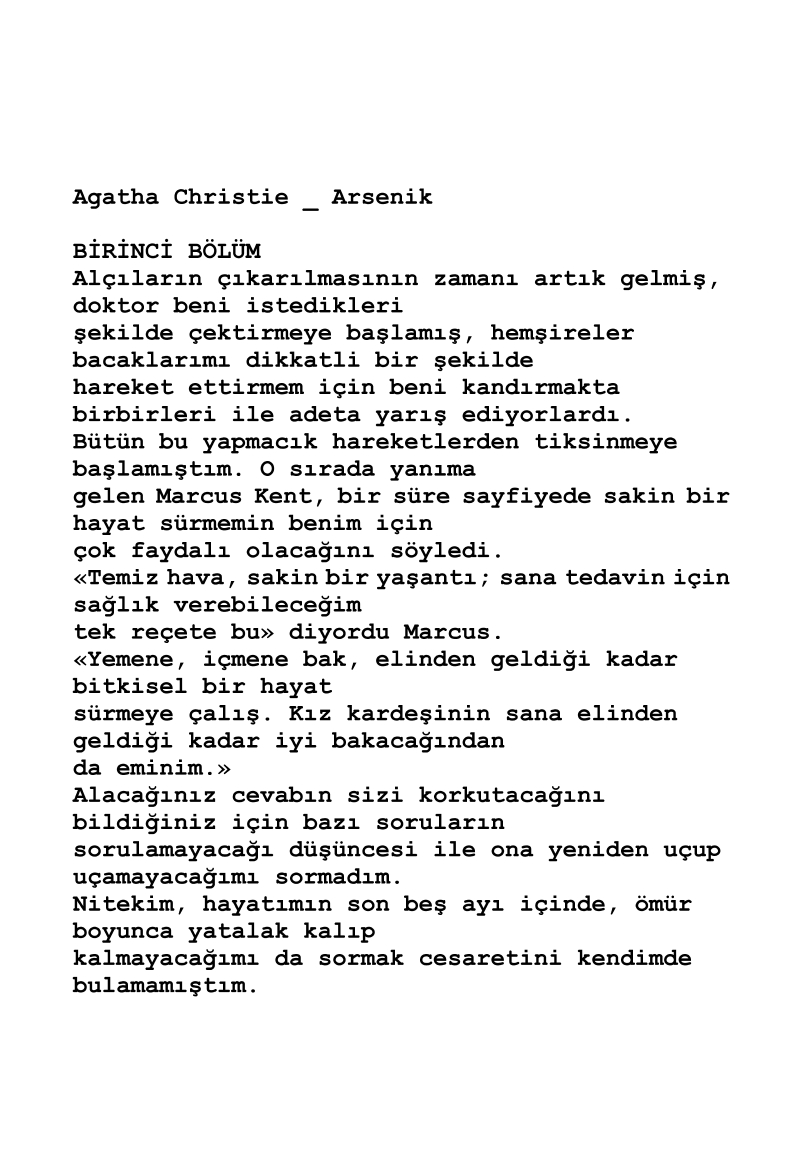 Agatha Christie _ Arsenik
BİRİNCİ BÖLÜM
Alçıların çıkarılmasının zamanı artık gelmiş,
doktor beni istedikleri
şekilde çektirmeye başlamış, hemşireler
bacaklarımı dikkatli bir şekilde
hareket ettirmem için beni kandırmakta
birbirleri ile adeta yarış ediyorlardı.
Bütün bu yapmacık hareketlerden tiksinmeye
başlamıştım. O sırada yanıma
gelen Marcus Kent, bir süre sayfiyede sakin bir
hayat sürmemin benim için
çok faydalı olacağını söyledi.
«Temiz hava, sakin bir yaşantı; sana tedavin için
sağlık verebileceğim
tek reçete bu» diyordu Marcus.
«Yemene, içmene bak, elinden geldiği kadar
bitkisel bir hayat
sürmeye çalış. Kız kardeşinin sana elinden
geldiği kadar iyi bakacağından
da eminim.»
Alacağınız cevabın sizi korkutacağını
bildiğiniz için bazı soruların
sorulamayacağı düşüncesi ile ona yeniden uçup
uçamayacağımı sormadım.
Nitekim, hayatımın son beş ayı içinde, ömür
boyunca yatalak kalıp
kalmayacağımı da sormak cesaretini kendimde
bulamamıştım.